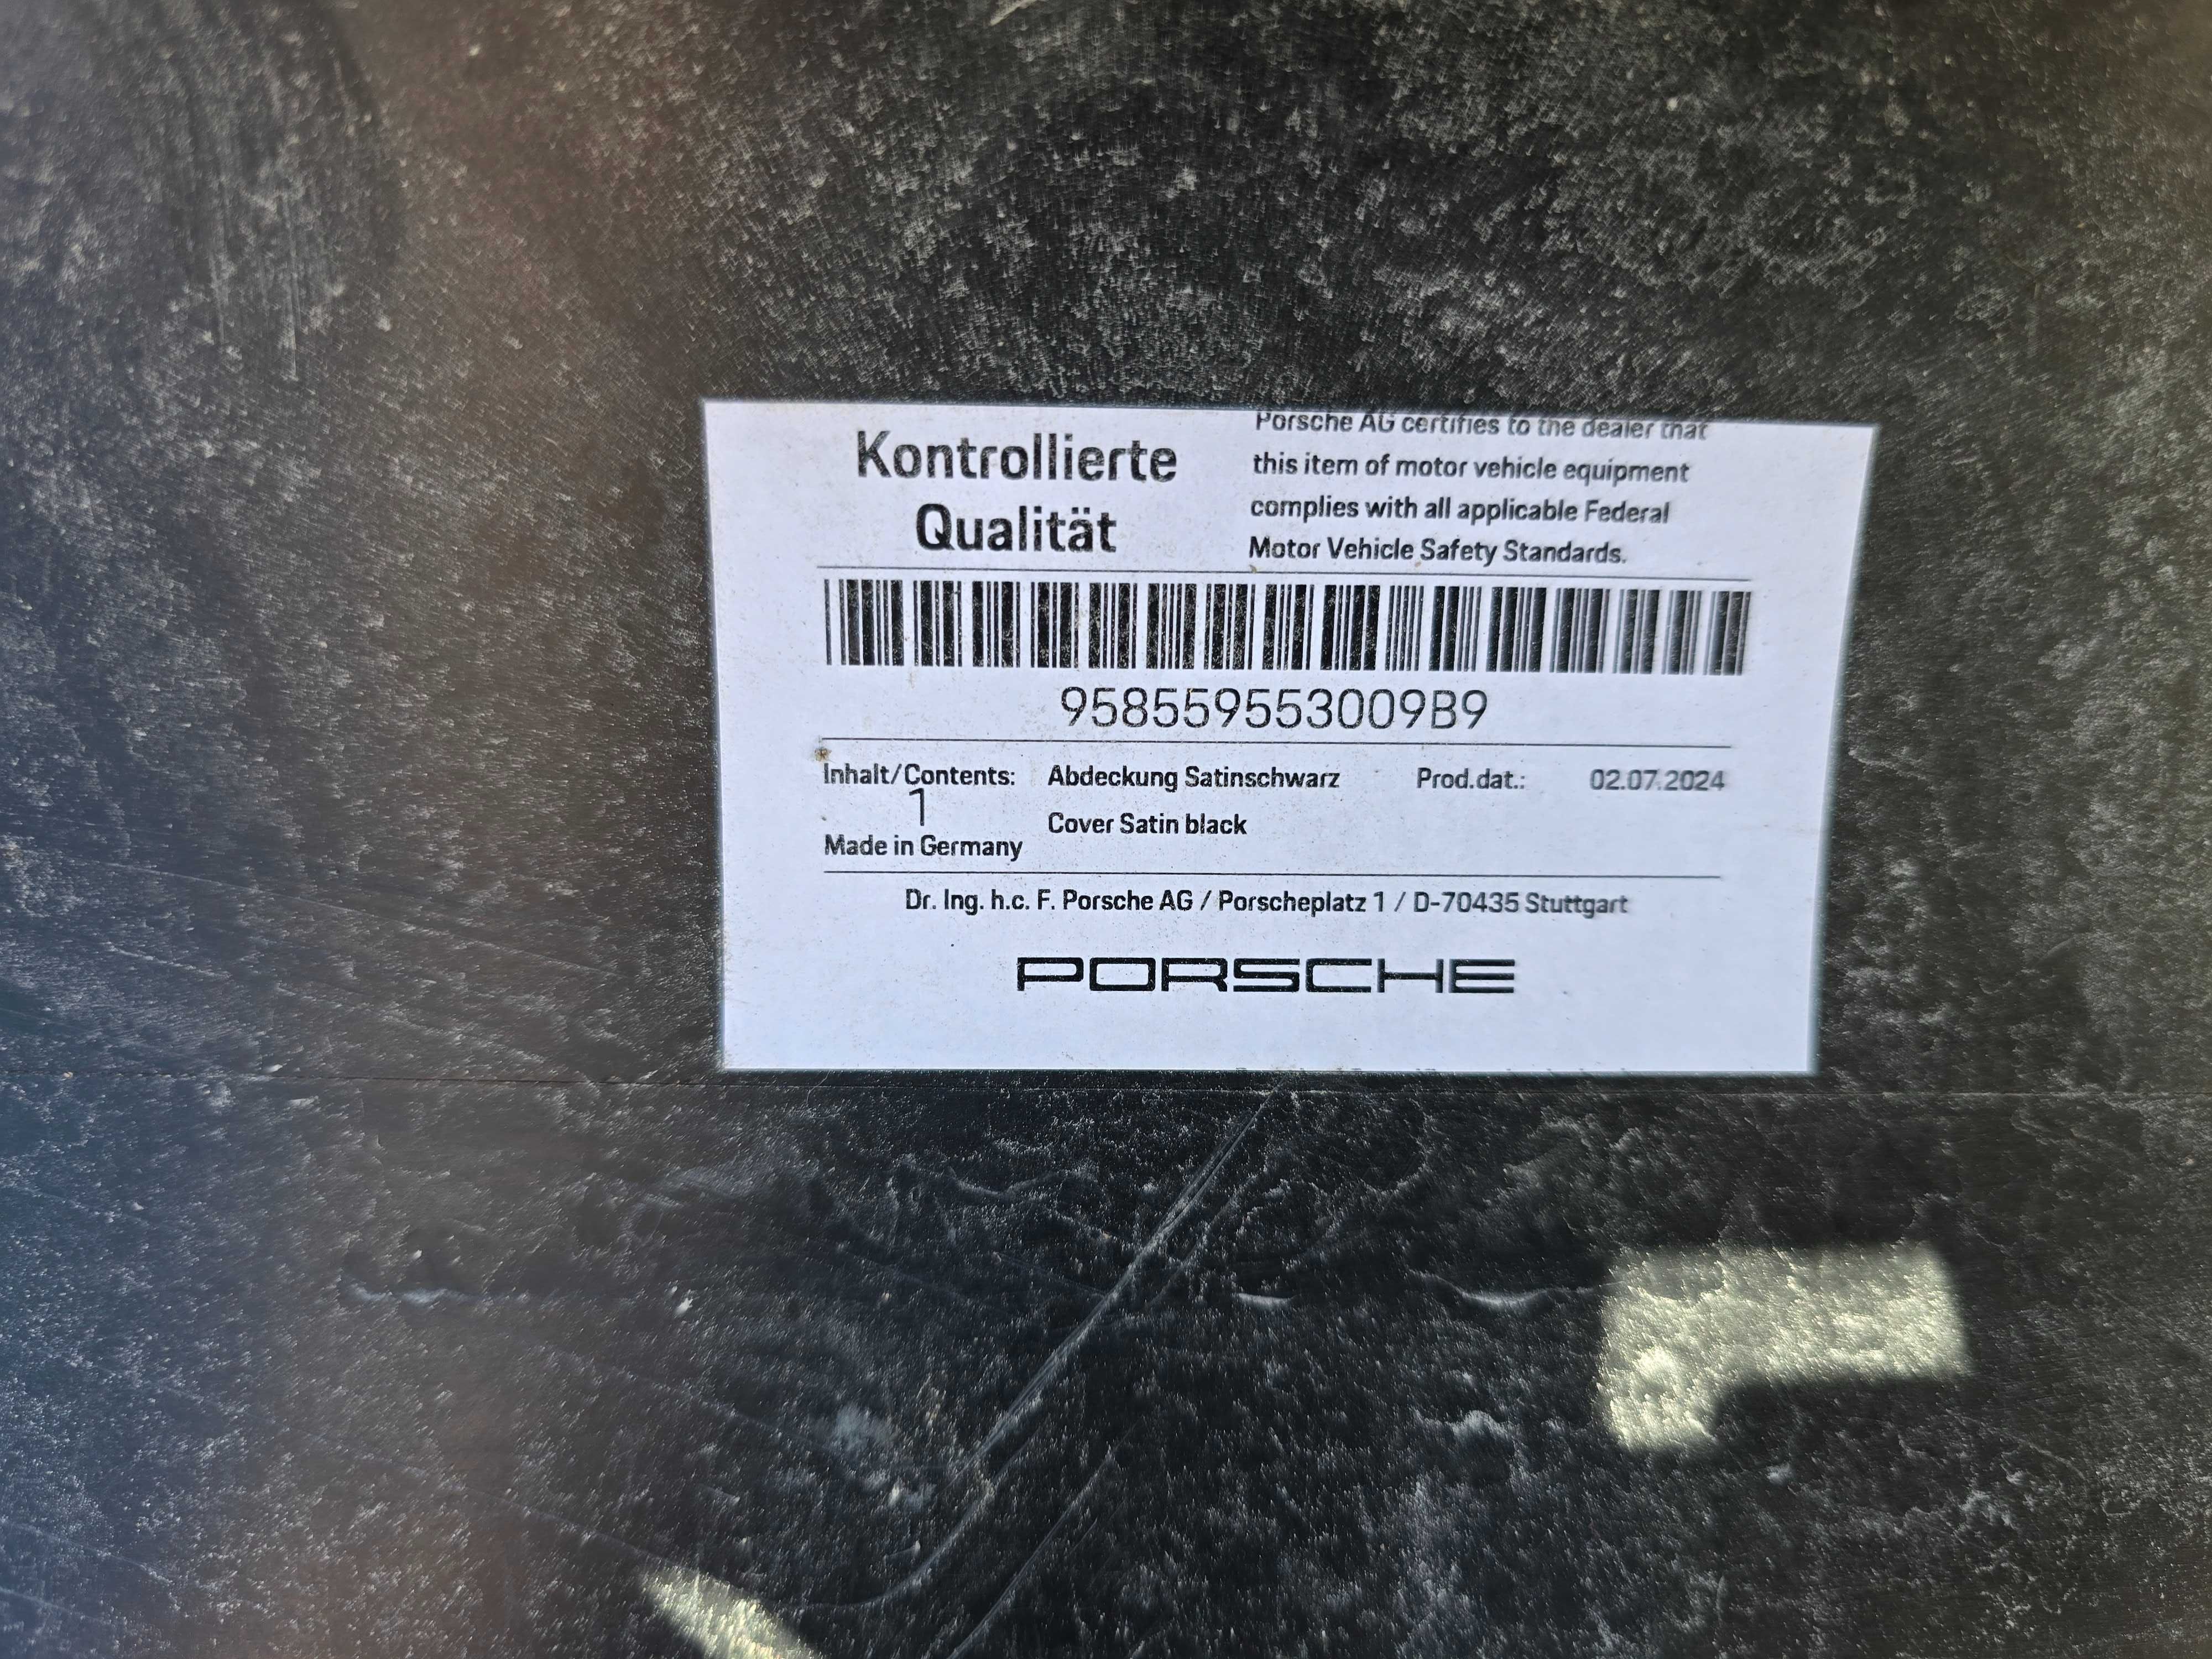 Kontrollierte
Qualität
Porsche AG certifies to the dealer that
this item of motor vehicle equipment
complies with all applicable Federal
Motor Vehicle Safety Standards.
958559553009B9
Inhalt/Contents: Abdeckung Satinschwarz Prod.dat.: 02.07.2024
1
Cover Satin black
Made in Germany
Dr. Ing. h.c. F. Porsche AG / Porscheplatz 1 / D-70435 Stuttgart
PORSCHE